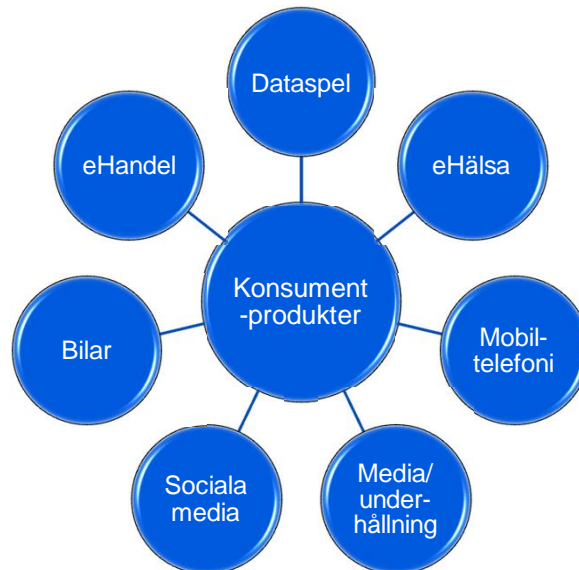 Dataspel
eHandel
eHälsa
Konsument
-produkter
Bilar
Mobil-
telefoni
Sociala
media
Media/
under-
hållning